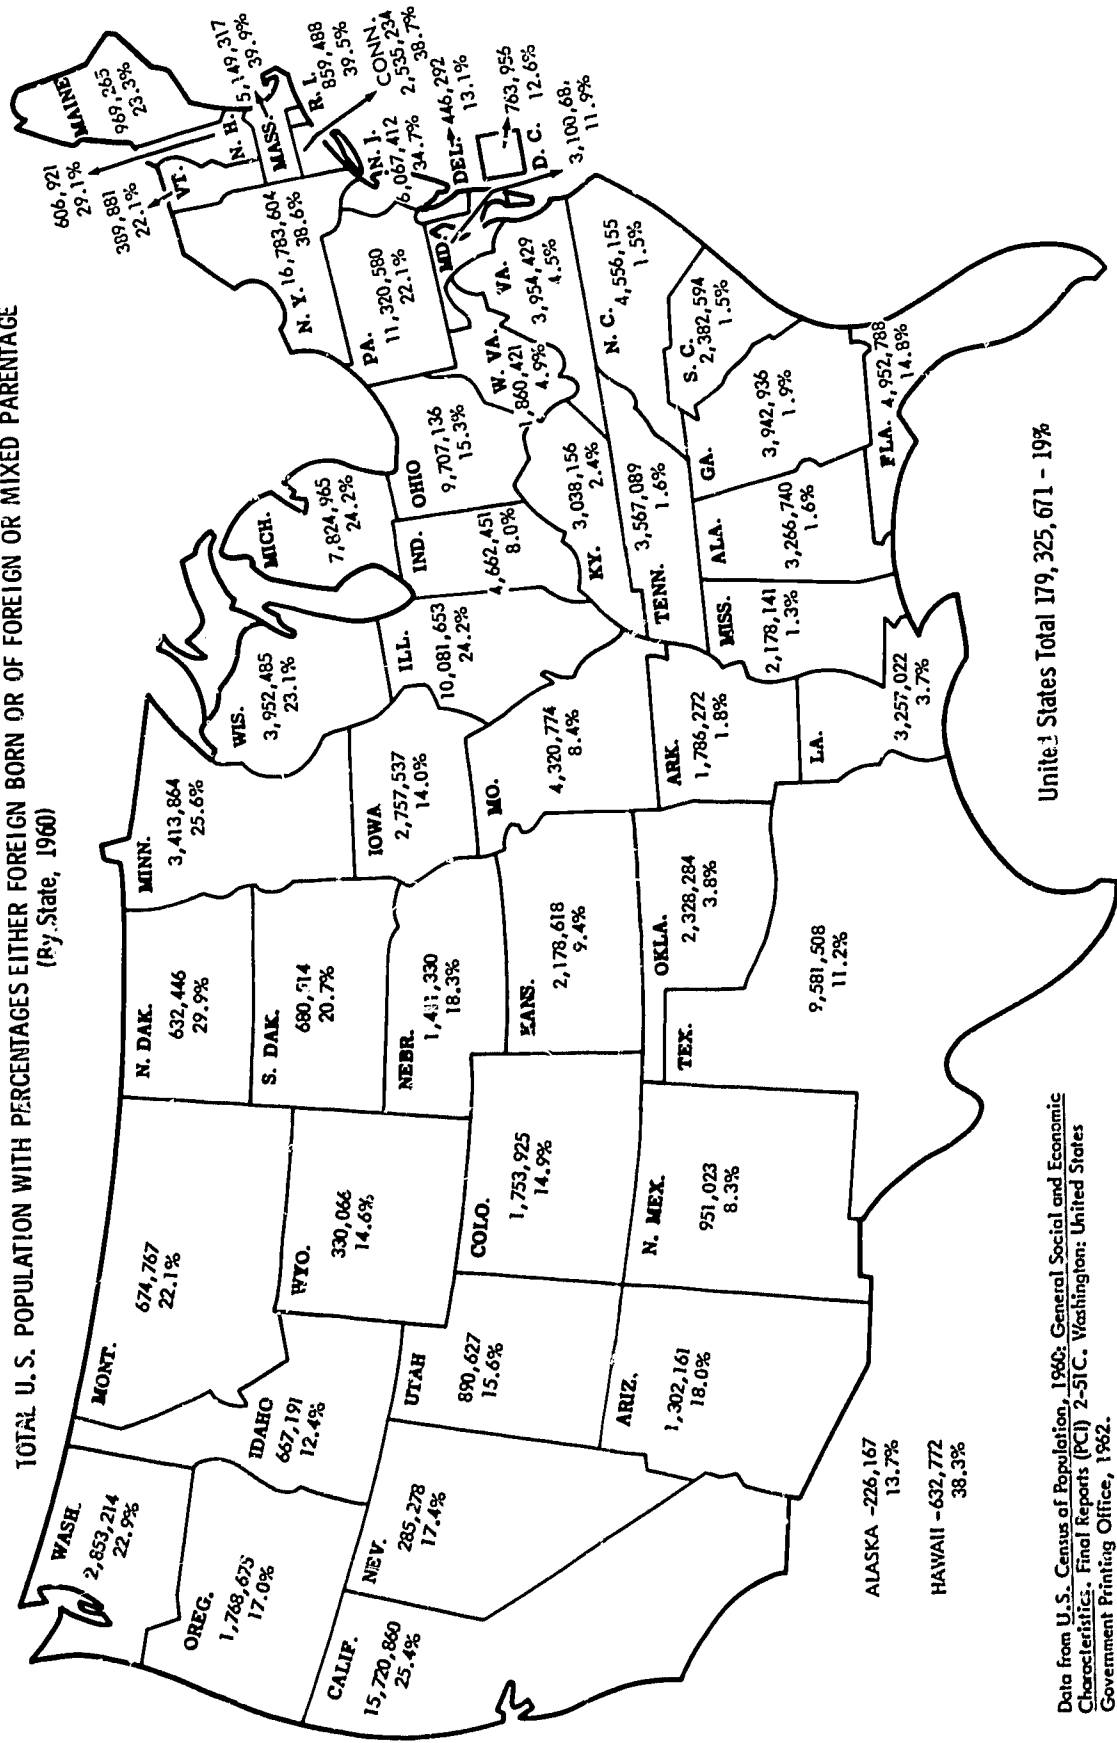 TOTAL U.S. POPULATION WITH PERCENTAGES EITHER FOREIGN BORN OR OF FOREIGN OR MIXED PARENTAGE
(By State, 1960)
WASH.
2,853,214
22.9%
OREG.
1,768,675
17.0%
CALIF.
15,720,860
25.4%
NEV.
285,278
17.4%
IDAHO
667,191
12.4%
MONT.
674,767
22.1%
WYO.
330,066
14.6%
UTAH
890,627
15.6%
ARIZ.
1,302,161
18.0%
COLO.
1,753,925
14.9%
N. MEX.
951,023
8.3%
N. DAK.
632,446
29.9%
S. DAK.
680,514
20.7%
NEBR.
18.3%
KANS.
2,178,618
9.4%
OKLA.
2,328,284
3.8%
TEX.
9,581,508
11.2%
MINN.
3,413,864
25.6%
IOWA
2,757,537
14.0%
MO.
4,320,774
8.4%
ARK.
1,786,272
1.8%
LA.
3,257,022
3.7%
WIS.
3,952,485
23.1%
ILL.
10,081,653
24.2%
MICH.
7,824,965
24.2%
IND.
4,662,451
8.0%
OHIO
9,707,136
15.3%
KY.
3,038,156
2.4%
TENN.
3,567,089
1.6%
MISS.
2,178,141
1.3%
ALA.
3,266,740
1.6%
GA.
3,942,936
1.9%
FLA. 4,952,788
14.8%
S. C.
2,382,594
1.5%
N. C. 4,556,155
1.5%
VA.
3,954,429
4.5%
W. VA.
1,860,421
4.9%
PA.
11,320,580
22.1%
N. Y. 16,783,604
38.6%
VT.
389,881
22.1%
N. H.
606,921
29.1%
MAINE
969,265
23.3%
MASS.
5,149,317
39.9%
R. I.
859,488
39.5%
CONN.
2,535,234
38.7%
N. J.
6,067,412
34.7%
DEL. 446,292
13.1%
D. C.
763,956
12.6%
MD.
3,100,68,
11.9%
ALASKA -226,167
13.7%
HAWAII -632,772
38.3%
United States Total 179,325,671 - 19%
Data from U.S. Census of Population, 1960: General Social and Economic
Characteristics. Final Reports (PCI) 2-51C. Washington: United States
Government Printing Office, 1962.